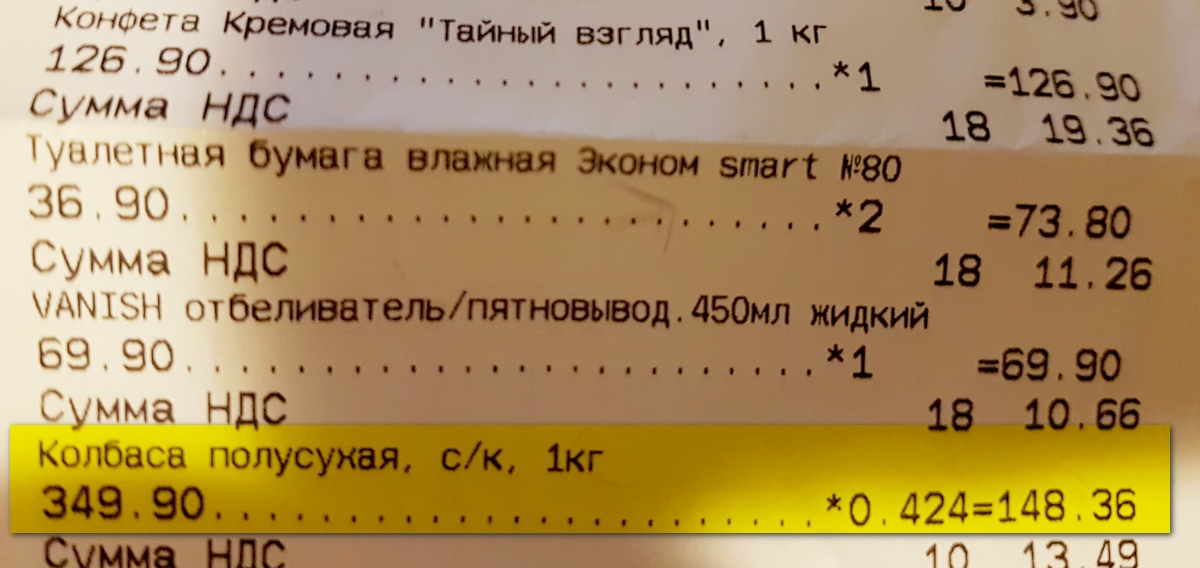 10 3.90
Конфета Кремовая "Тайный взгляд", 1 кг
126.90.......................*1 =126.90
Сумма НДС 18 19.36
Туалетная бумага влажная Эконом smart №80
36.90........................*2 =73.80
Сумма НДС 18 11.26
VANISH отбеливатель/пятновывод.450мл жидкий
69.90........................*1 =69.90
Сумма НДС 18 10.66
Колбаса полусухая, с/к, 1кг
349.90.......................*0.424=148.36
Сумма НДС 10 13.49